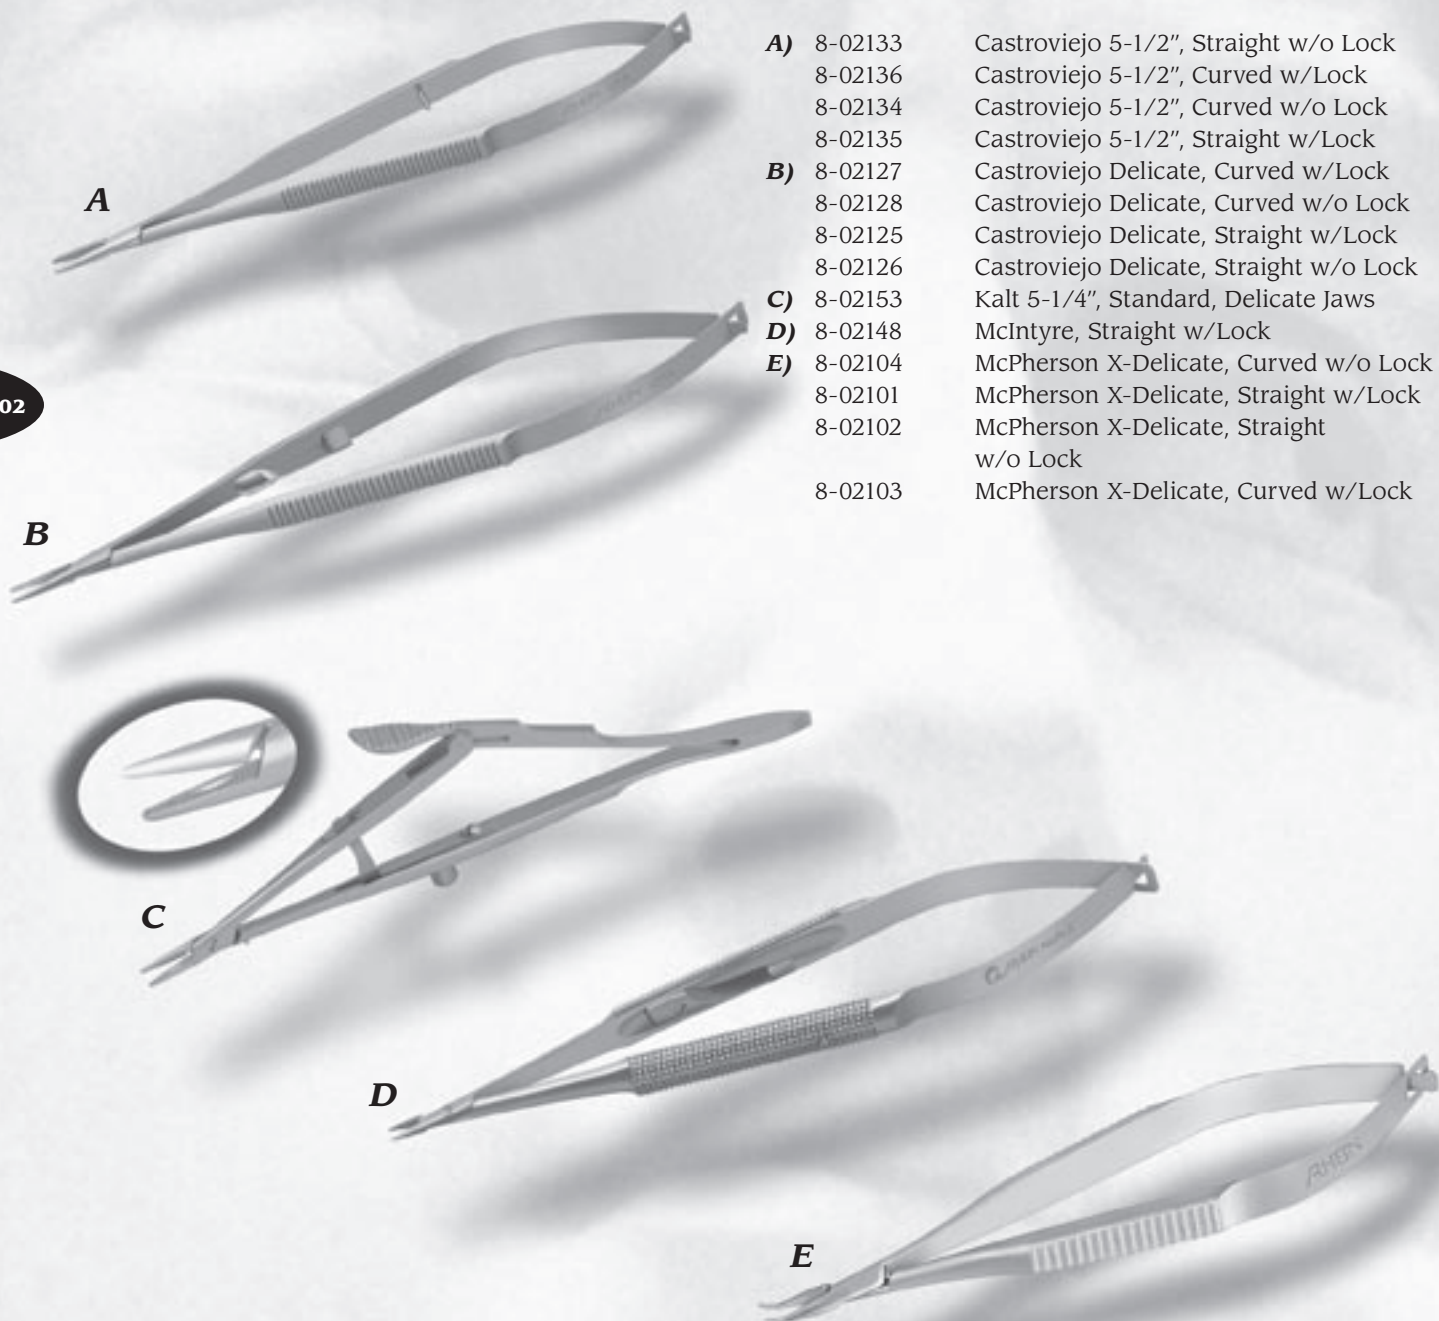 A) 8-02133 Castroviejo 5-1/2”, Straight w/o Lock
8-02136 Castroviejo 5-1/2”, Curved w/Lock
8-02134 Castroviejo 5-1/2”, Curved w/o Lock
8-02135 Castroviejo 5-1/2”, Straight w/Lock
B) 8-02127 Castroviejo Delicate, Curved w/Lock
8-02128 Castroviejo Delicate, Curved w/o Lock
8-02125 Castroviejo Delicate, Straight w/Lock
8-02126 Castroviejo Delicate, Straight w/o Lock
C) 8-02153 Kalt 5-1/4”, Standard, Delicate Jaws
D) 8-02148 McIntyre, Straight w/Lock
E) 8-02104 McPherson X-Delicate, Curved w/o Lock
8-02101 McPherson X-Delicate, Straight w/Lock
8-02102 McPherson X-Delicate, Straight
w/o Lock
8-02103 McPherson X-Delicate, Curved w/Lock
A
02
B
C
D
RHEIN
E